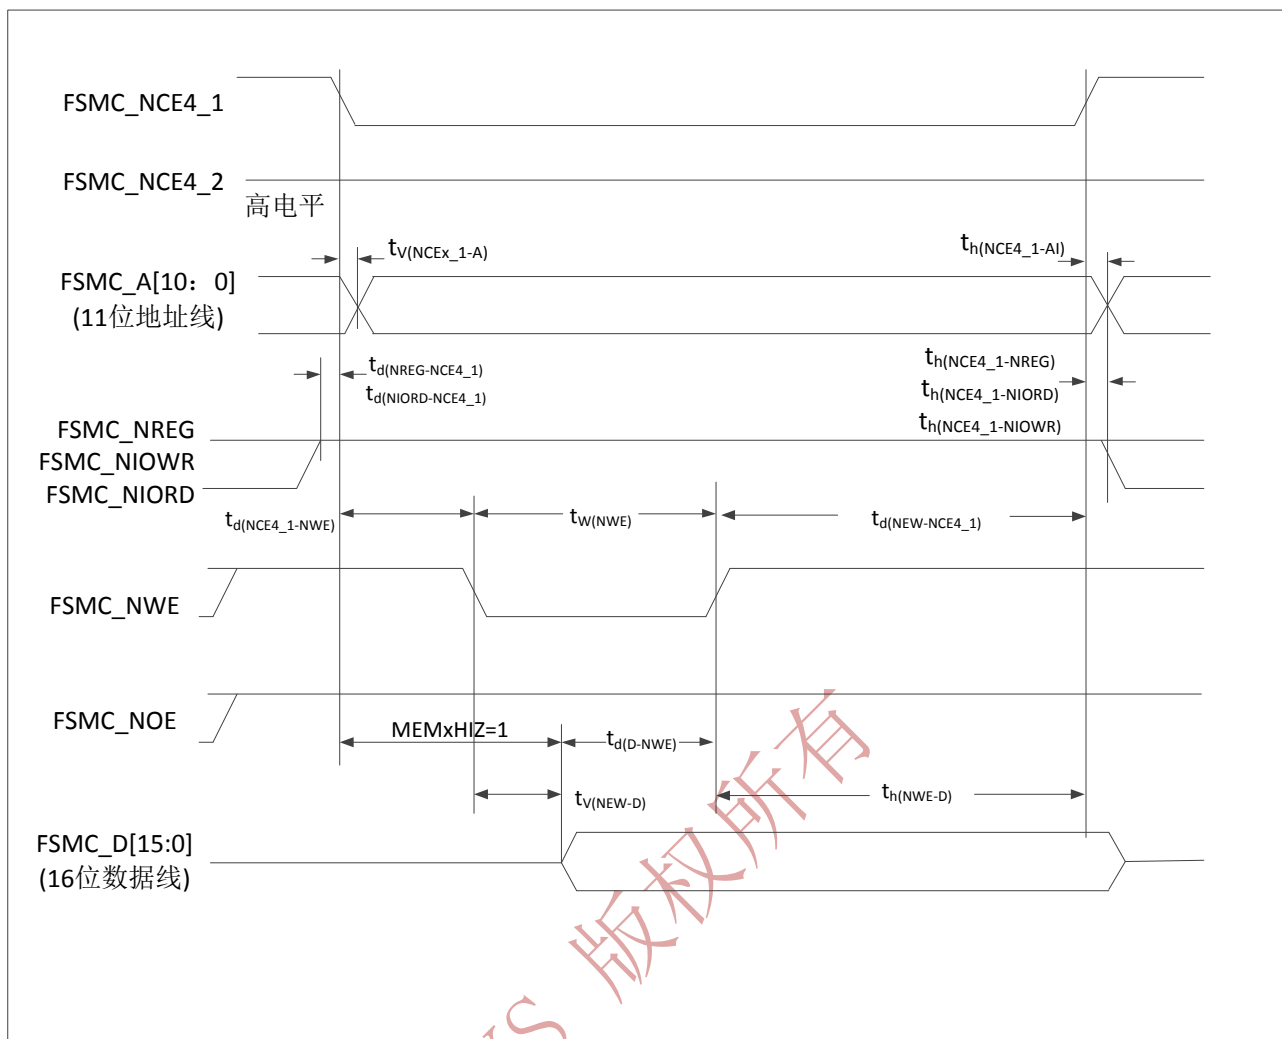 FSMC_NCE4_1
FSMC_NCE4_2
高电平
tV(NCEx_1-A)
th(NCE4_1-AI)
FSMC_A[10：0]
(11位地址线)
td(NREG-NCE4_1)
td(NIORD-NCE4_1)
th(NCE4_1-NREG)
th(NCE4_1-NIORD)
th(NCE4_1-NIOWR)
FSMC_NREG
FSMC_NIOWR
FSMC_NIORD
td(NCE4_1-NWE)
tW(NWE)
td(NEW-NCE4_1)
FSMC_NWE
FSMC_NOE
MEMxHIZ=1
td(D-NWE)
tV(NEW-D)
th(NWE-D)
FSMC_D[15:0]
(16位数据线)
版权所有